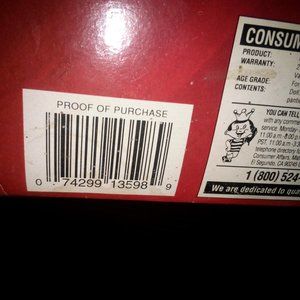 PROOF OF PURCHASE
0 74299 13598 9
CONSUM
PRODUCT:
WARRANTY:
AGE GRADE:
CONTENTS:
YOU CAN TELL
with any comme
service. Monday
11:00 a.m.
PST, 11:00 a.m.
telephone directory
Consumer Affairs, Mat
El Segundo, CA 90245
1 (800) 524-
We are dedicated to qua